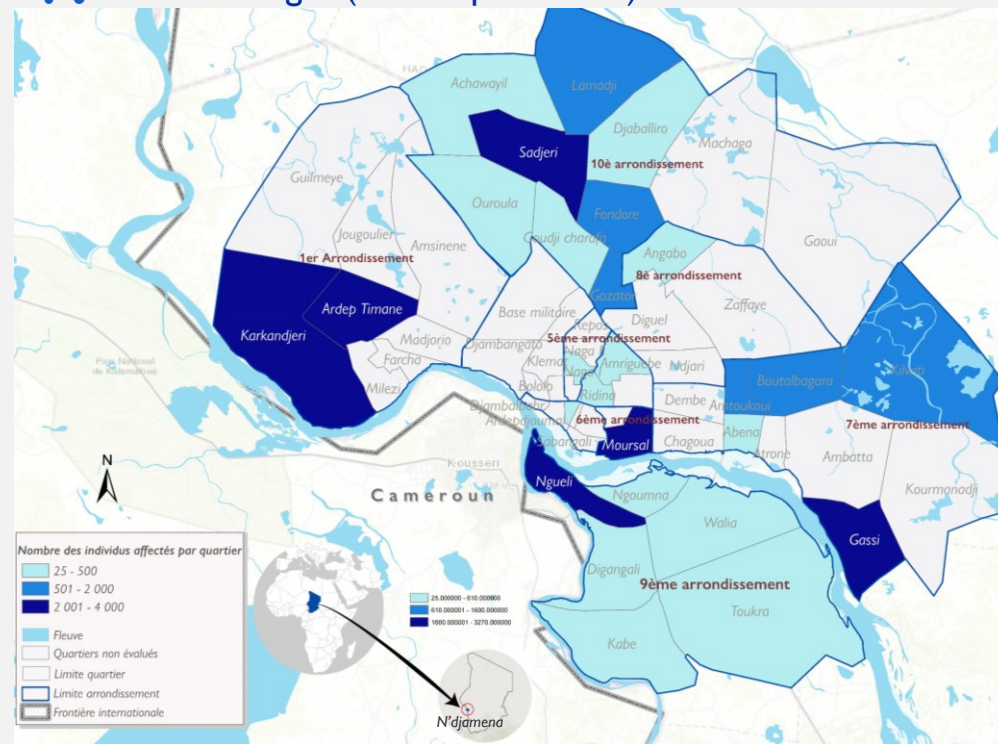 Achawayil
Lamadji
Djaballiro
Machaga
Sadjeri
10è arrondissement
Guilmeye
Ouroula
Fondore
Jougoulier
Goudji charafa
Gaoui
Amsinene
Angabo
1er Arrondissement
8è arrondissement
Gozator
Zaffaye
Ardep Timane
Base militaire
Karkandjeri
Repos
Diguel
5ème arrondissement
Madjorio
Djambangato
Naga I
Klemat
Amriguebe
Ndjari
Farcha
Boutalbagara
Milezi
Bololo
Ridina
Dembe
Amtoukoui
Ardepdjoumal
6ème arrondissement
7ème arrondissement
Abena
Sabangali
Moursal
Chagoua
Atrone
Ambatta
Kousseri
Ngueli
Kourmanadji
N
Cameroun
Ngoumna
Walia
Gassi
Digangali
9ème arrondissement
Toukra
Kabe
Nombre des individus affectés par quartier
25 - 500
501 - 2 000
2 001 - 4 000
Fleuve
Quartiers non évalués
Limite quartier
Limite arrondissement
Frontière internationale
25.000000 - 610.000000
610.000001 - 1600.000000
1600.000001 - 3270.000000
N'djamena